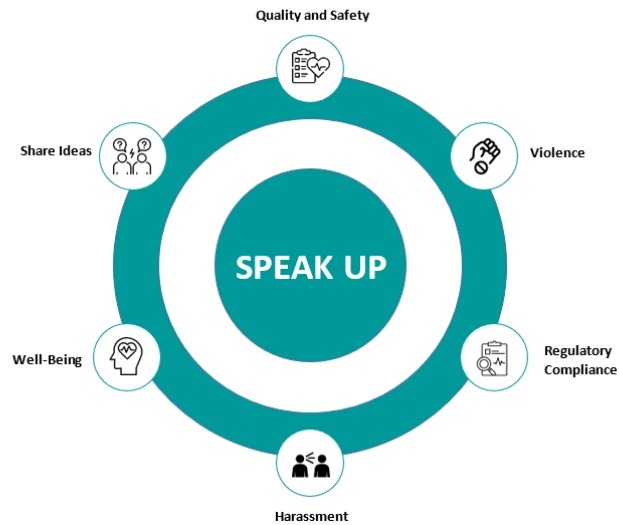 Quality and Safety
Share Ideas
Violence
SPEAK UP
Well-Being
Regulatory
Compliance
Harassment